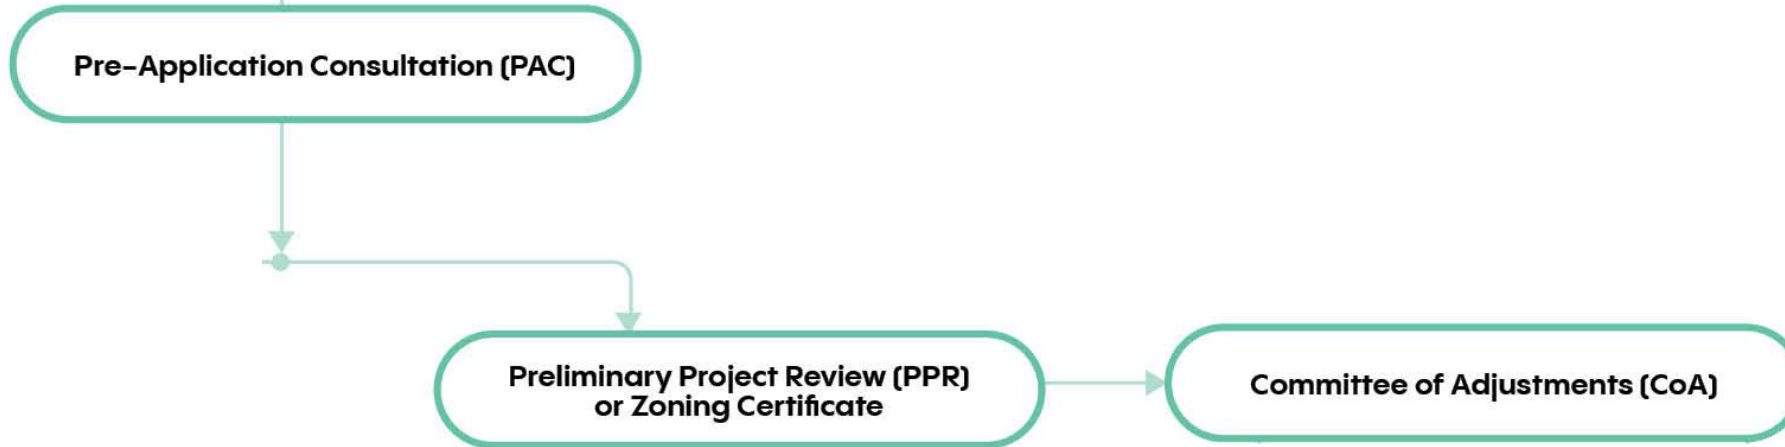 Pre-Application Consultation (PAC)
Preliminary Project Review (PPR)
or Zoning Certificate
Committee of Adjustments (CoA)